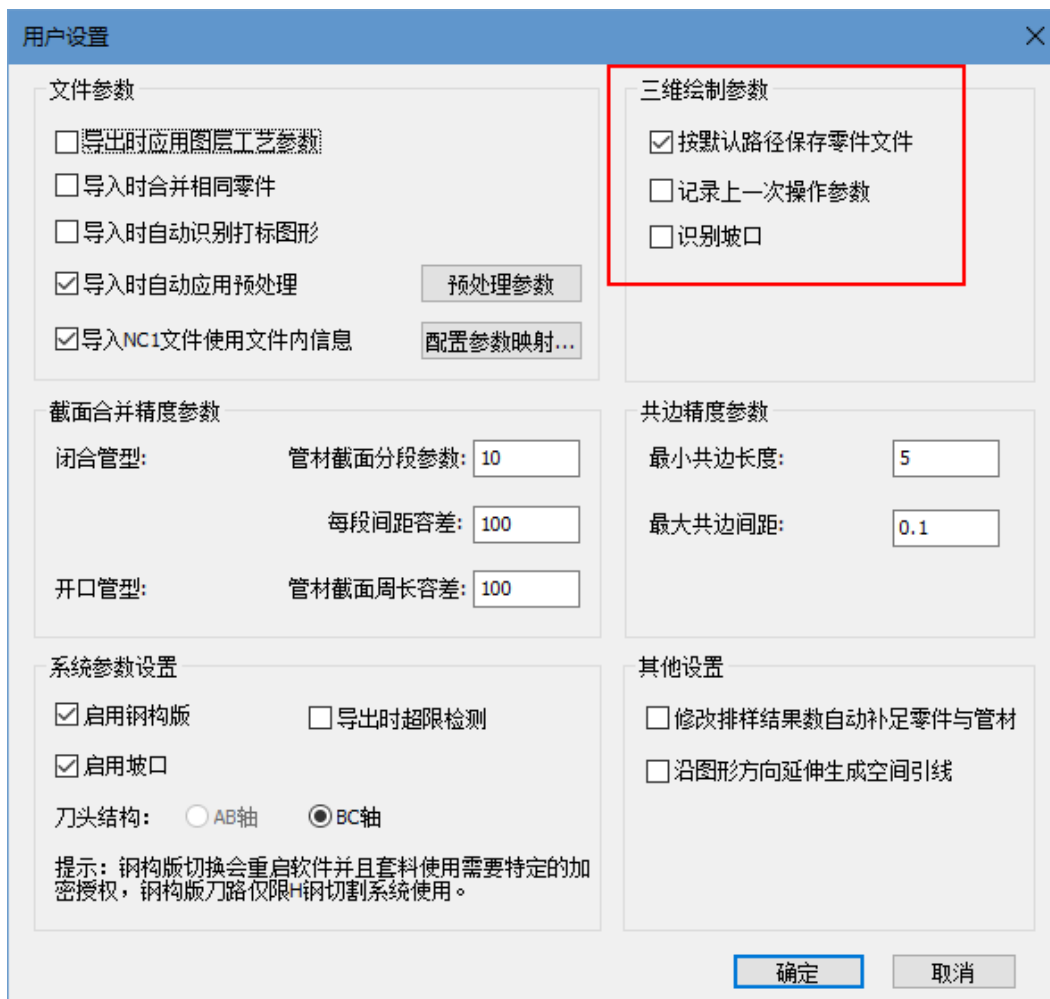 用户设置
文件参数
导出时应用图层工艺参数
导入时合并相同零件
导入时自动识别打标图形
导入时自动应用预处理
预处理参数
导入NC1文件使用文件内信息
配置参数映射...
三维绘制参数
按默认路径保存零件文件
记录上一次操作参数
识别坡口
截面合并精度参数
闭合管型: 管材截面分段参数: 10
每段间距容差: 100
开口管型: 管材截面周长容差: 100
共边精度参数
最小共边长度: 5
最大共边间距: 0.1
系统参数设置
启用钢构版 导出时超限检测
启用坡口
刀头结构: AB轴 BC轴
提示: 钢构版切换会重启软件并且套料使用需要特定的加
密授权，钢构版刀路仅限H钢切割系统使用。
其他设置
修改排样结果数自动补足零件与管材
沿图形方向延伸生成空间引线
确定 取消